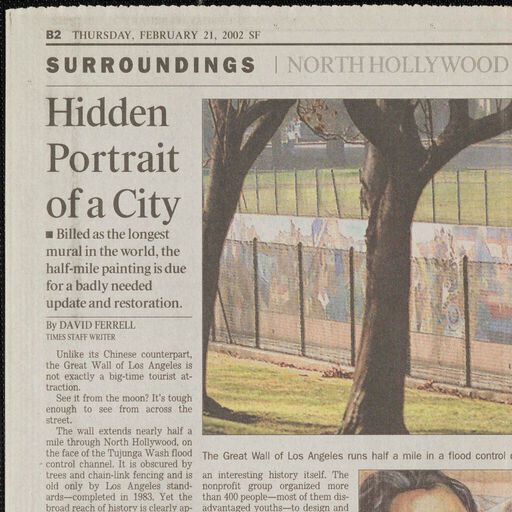 B2 THURSDAY, FEBRUARY 21, 2002 SF
SURROUNDINGS | NORTH HOLLYWOOD
Hidden
Portrait
of a City
■ Billed as the longest
mural in the world, the
half-mile painting is due
for a badly needed
update and restoration.
By DAVID FERRELL
TIMES STAFF WRITER
Unlike its Chinese counterpart,
the Great Wall of Los Angeles is
not exactly a big-time tourist at-
traction.
See it from the moon? It's tough
enough to see from across the
street.
The wall extends nearly half a
mile through North Hollywood, on
the face of the Tujunga Wash flood
control channel. It is obscured by
trees and chain-link fencing and is
old only by Los Angeles stand-
ards—completed in 1983. Yet the
broad reach of history is clearly ap-
The Great Wall of Los Angeles runs half a mile in a flood control
an interesting history itself. The
nonprofit group organized more
than 400 people—most of them dis-
advantaged youths—to design and